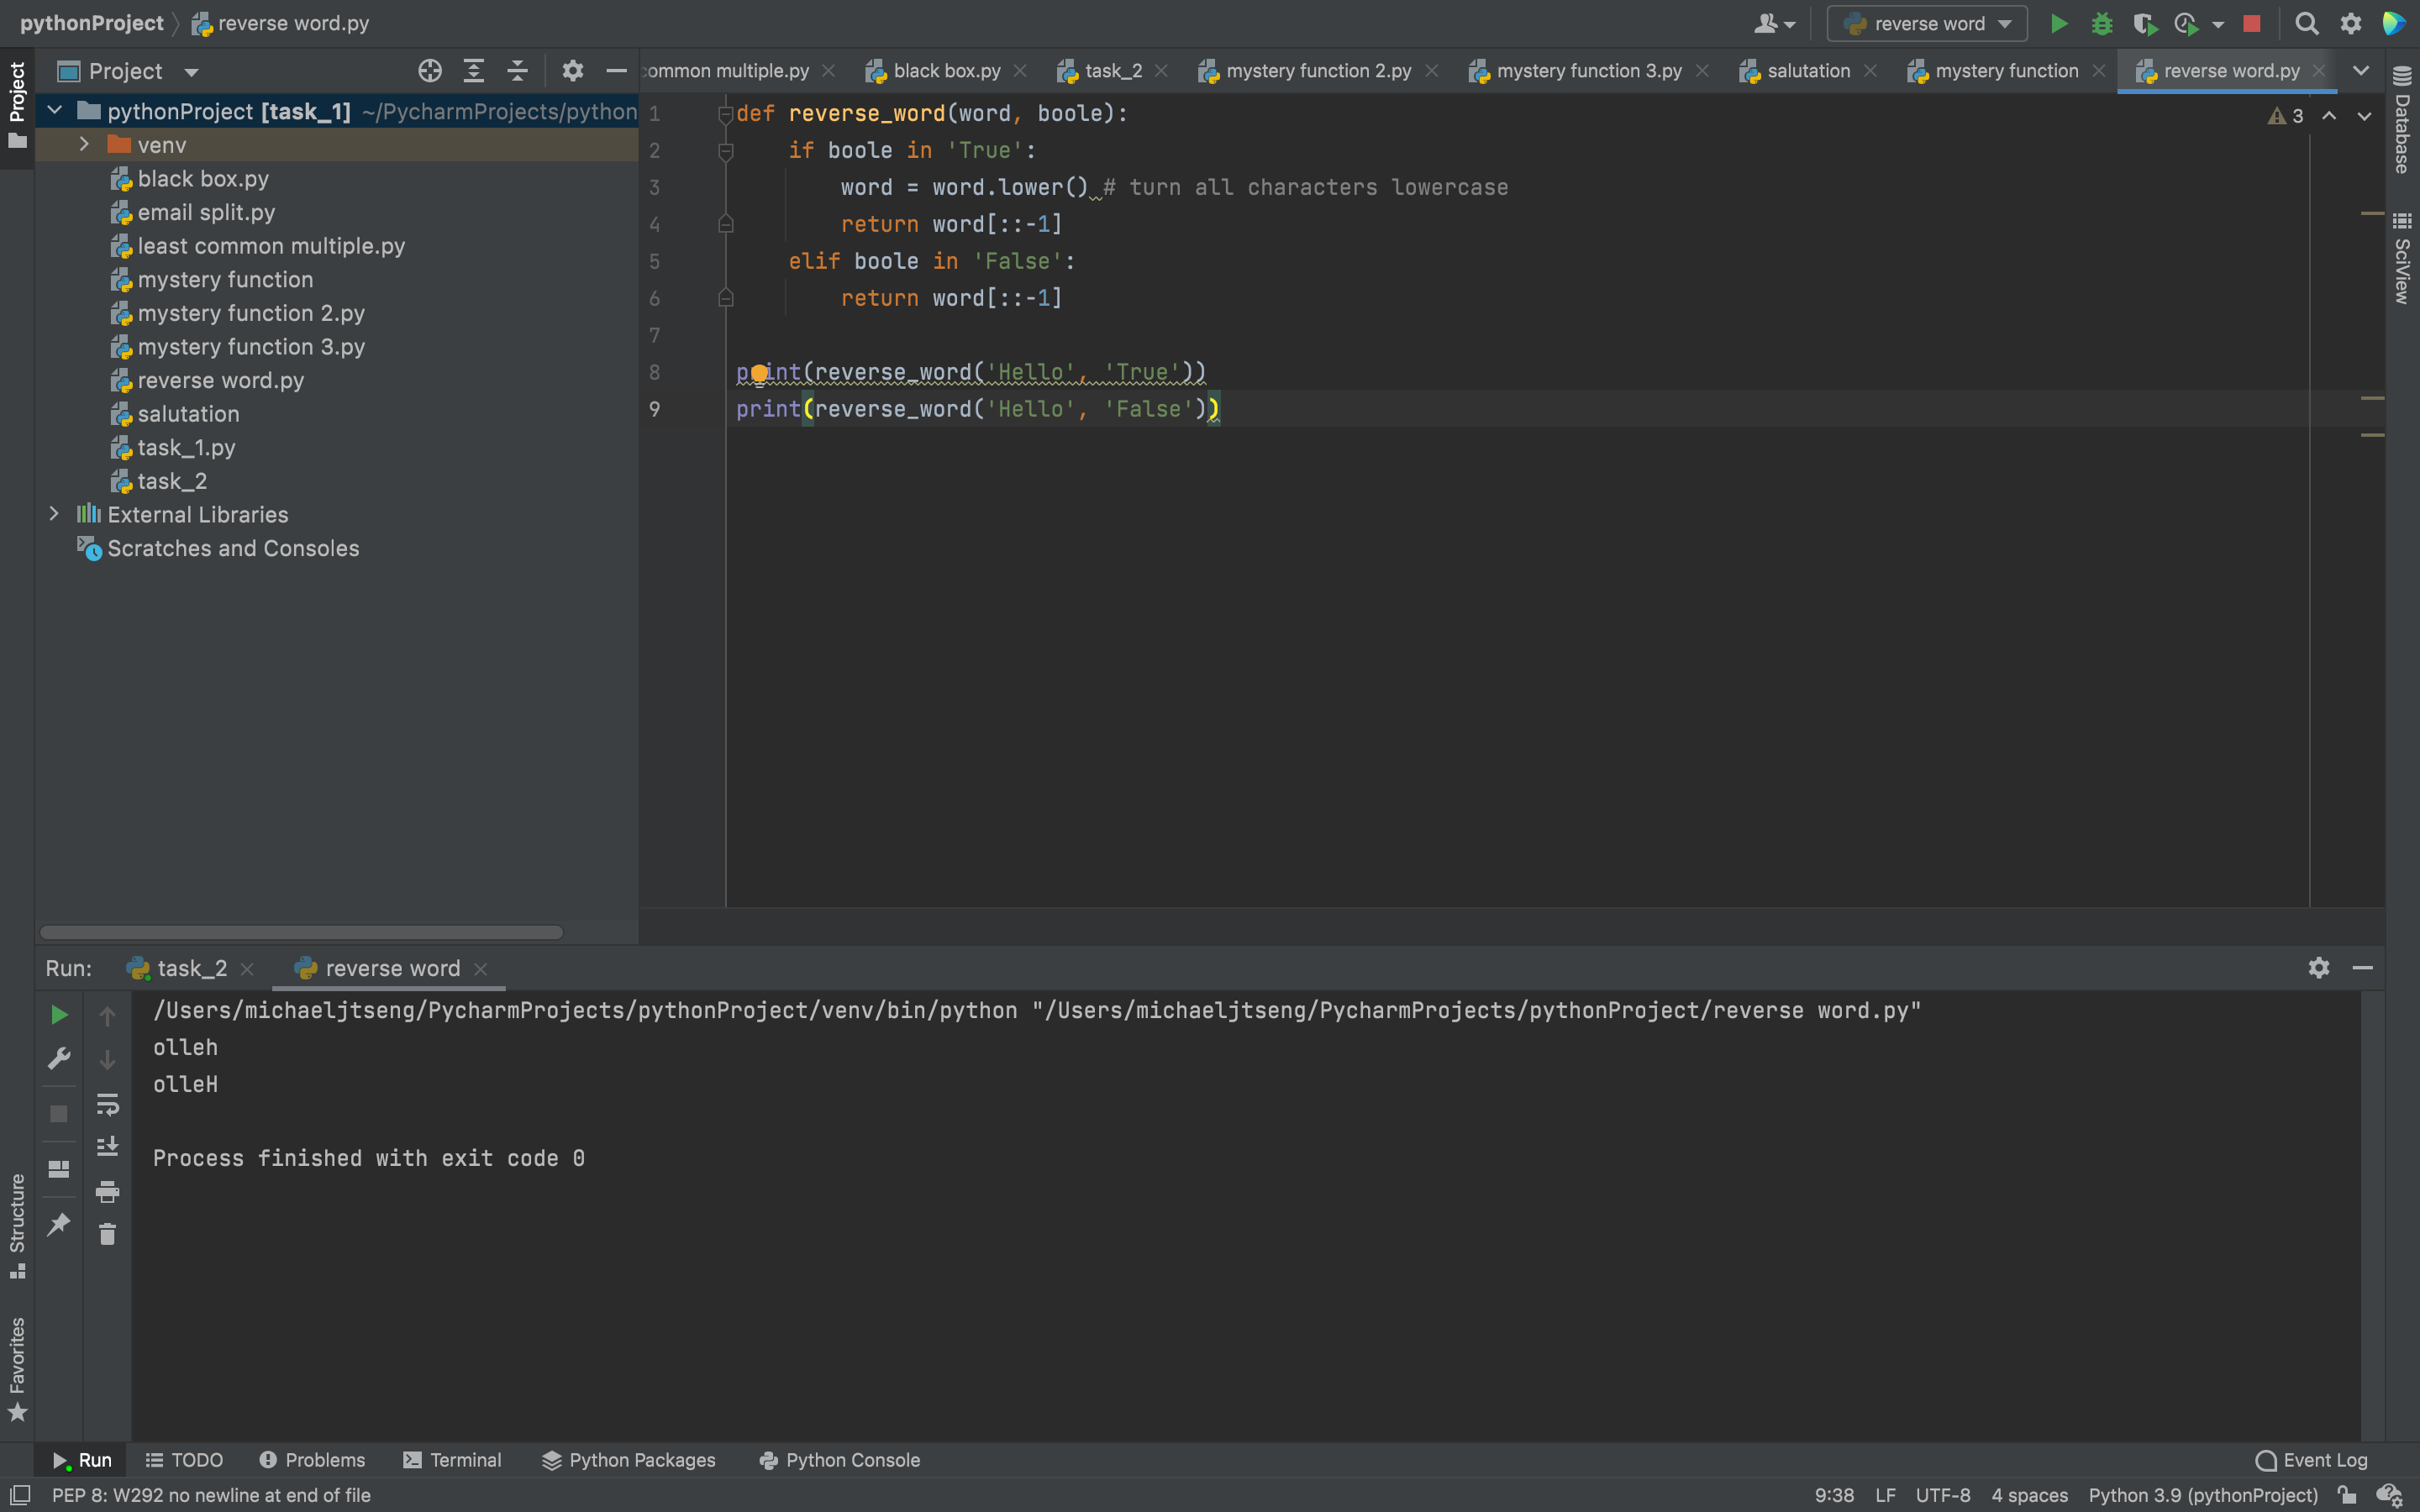 pythonProject reverse word.py
reverse word
Project
Project
common multiple.py black box.py task_2 mystery function 2.py mystery function 3.py salutation mystery function reverse word.py
pythonProject [task_1] ~/PycharmProjects/python
venv
black box.py
email split.py
least common multiple.py
mystery function
mystery function 2.py
mystery function 3.py
reverse word.py
salutation
task_1.py
task_2
External Libraries
Scratches and Consoles
1 def reverse_word(word, boole):
2 if boole in 'True':
3 word = word.lower() # turn all characters lowercase
4 return word[::-1]
5 elif boole in 'False':
6 return word[::-1]
7
8 print(reverse_word('Hello', 'True'))
9 print(reverse_word('Hello', 'False'))
3
Database
SciView
Run: task_2 reverse word
/Users/michaeljtseng/PycharmProjects/pythonProject/venv/bin/python "/Users/michaeljtseng/PycharmProjects/pythonProject/reverse word.py"
olleh
olleH
Process finished with exit code 0
Structure
Favorites
Run TODO Problems Terminal Python Packages Python Console Event Log
PEP 8: W292 no newline at end of file 9:38 LF UTF-8 4 spaces Python 3.9 (pythonProject)